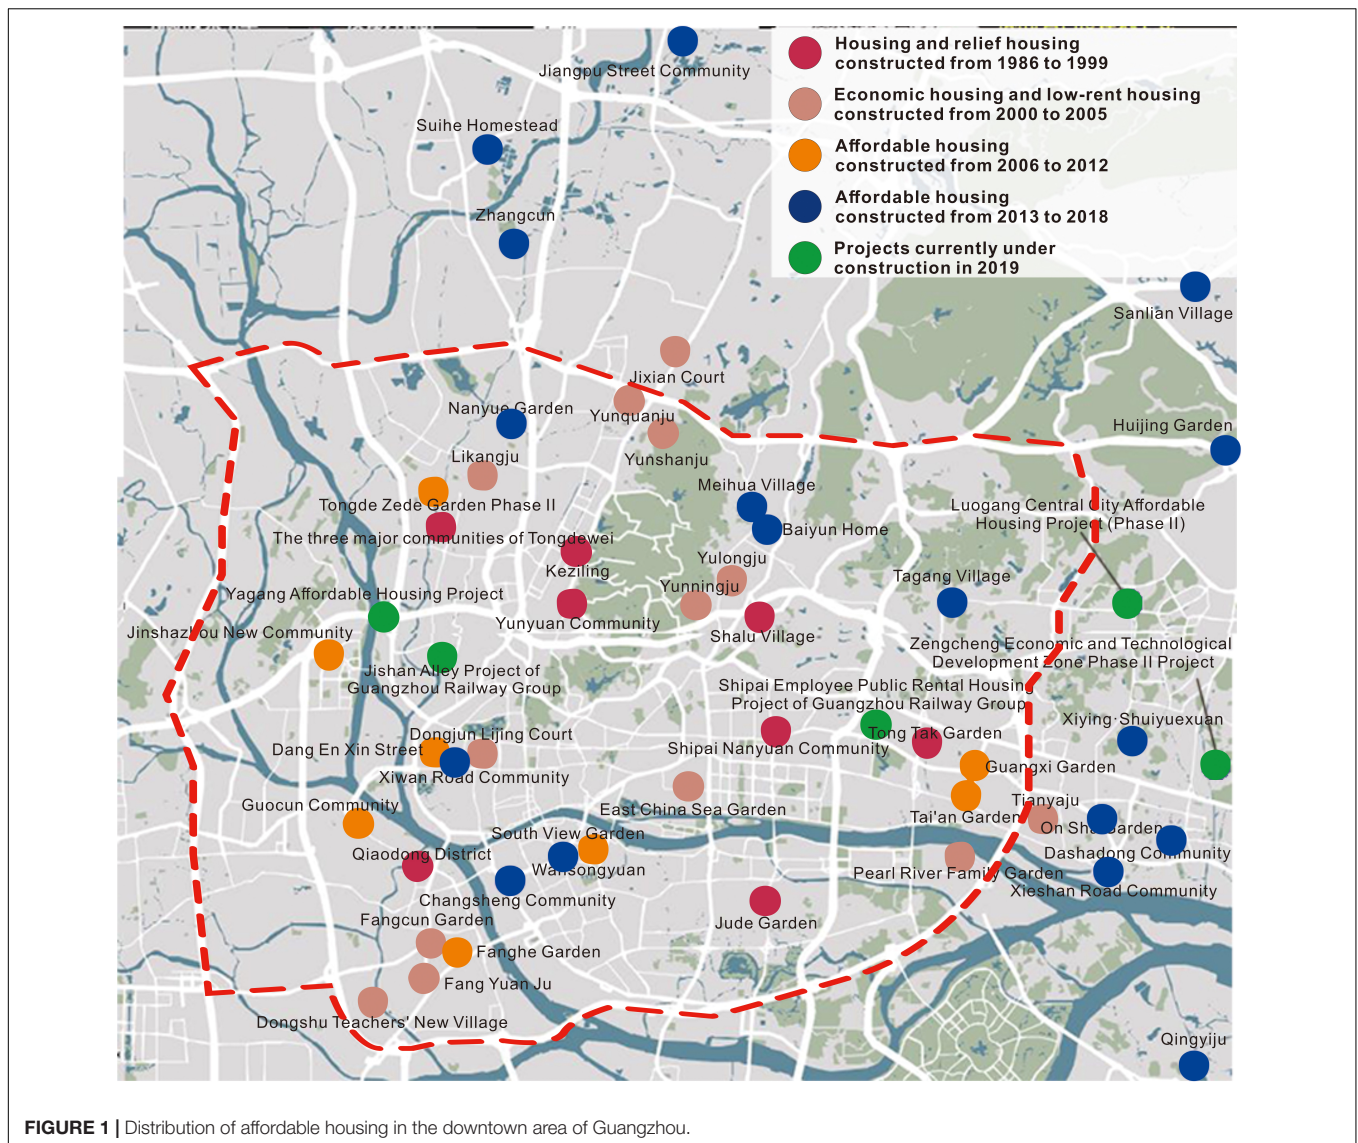 Housing and relief housing
constructed from 1986 to 1999
Economic housing and low-rent housing
constructed from 2000 to 2005
Affordable housing
constructed from 2006 to 2012
Affordable housing
constructed from 2013 to 2018
Projects currently under
construction in 2019
Jiangpu Street Community
Suihe Homestead
Zhangcun
Sanlian Village
Jixian Court
Nanyue Garden
Yunquanju
Huijing Garden
Likangju
Yunshanju
Meihua Village
Tongde Zede Garden Phase II
Luogang Central City Affordable
Housing Project (Phase II)
Baiyun Home
The three major communities of Tongdewei
Keziling
Yulongju
Yunningju
Tagang Village
Yagang Affordable Housing Project
Yunyuan Community
Shalu Village
Jinshazhou New Community
Zengcheng Economic and Technological
Development Zone Phase II Project
Jishan Alley Project of
Guangzhou Railway Group
Shipai Employee Public Rental Housing
Project of Guangzhou Railway Group
Xiying·Shuiyuexuan
Dongjun Lijing Court
Tong Tak Garden
Dang En Xin Street
Shipai Nanyuan Community
Guangxi Garden
Xiwan Road Community
Guocun Community
East China Sea Garden
Tianyaju
Tai'an Garden
On Shui Garden
South View Garden
Qiaodong District
Dashadong Community
Wansongyuan
Pearl River Family Garden
Xieshan Road Community
Changsheng Community
Fangcun Garden
Jude Garden
Fanghe Garden
Fang Yuan Ju
Dongshu Teachers' New Village
Qingyiju
FIGURE 1 | Distribution of affordable housing in the downtown area of Guangzhou.